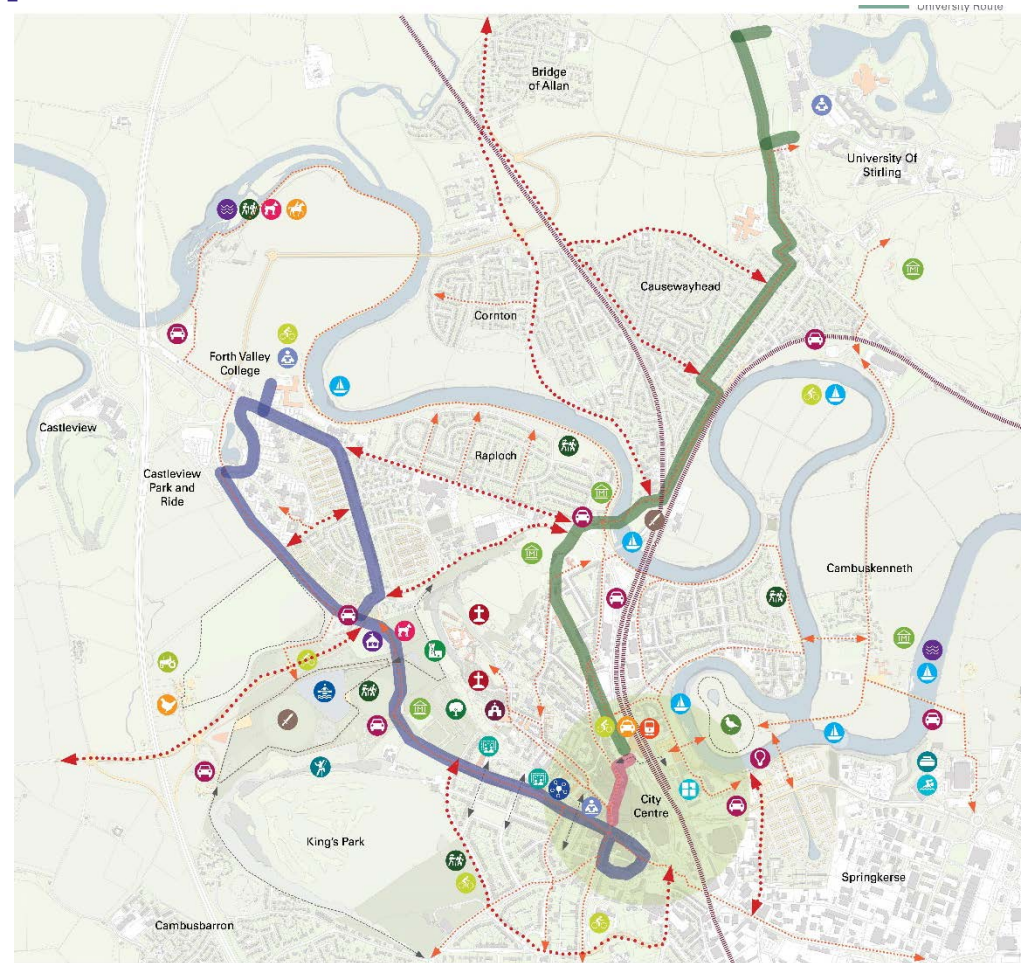 University Route
Bridge
of Allan
University Of
Stirling
Causewayhead
Cornton
Forth Valley
College
Castleview
Raploch
Castleview
Park and
Ride
Cambuskenneth
City
Centre
King's Park
Springkerse
Cambusbarron